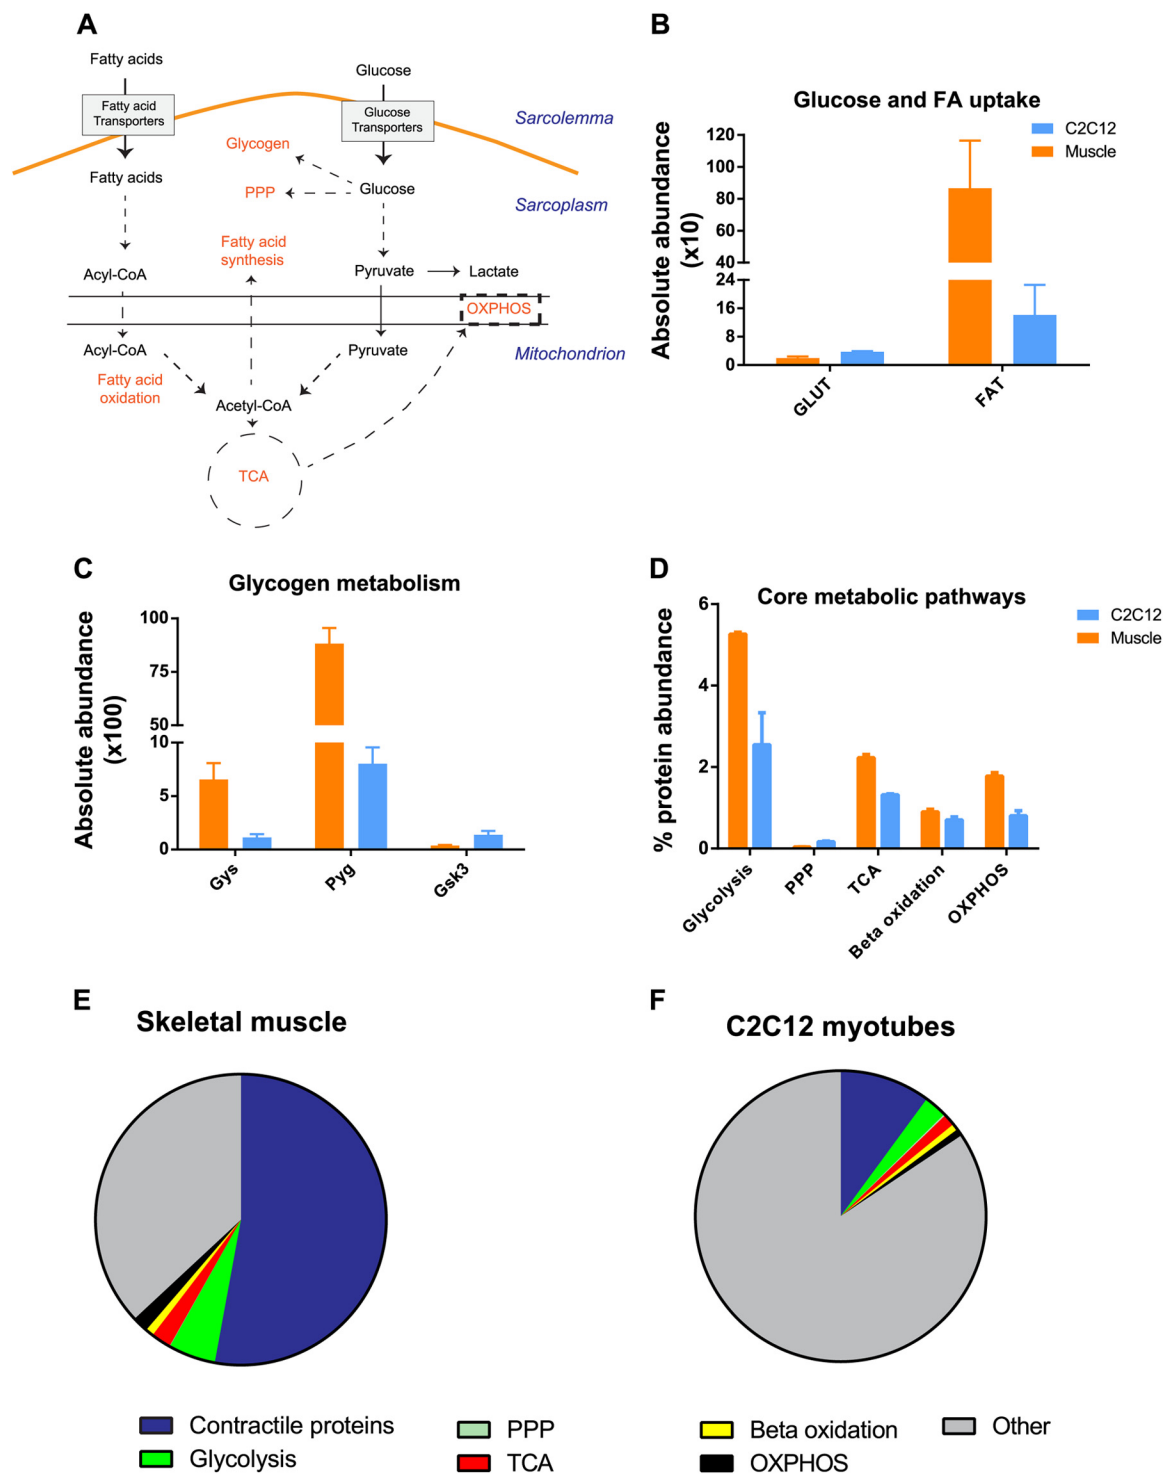 A
Fatty acids
Glucose
Fatty acid
Transporters
Glucose
Transporters
Sarcolemma
Glycogen
Fatty acids
PPP
Glucose
Sarcoplasm
Fatty acid
synthesis
Acyl-CoA
Pyruvate
Lactate
OXPHOS
Acyl-CoA
Pyruvate
Mitochondrion
Fatty acid
oxidation
Acetyl-CoA
TCA
B
Glucose and FA uptake
C2C12
Muscle
Absolute abundance
(x10)
120
100
80
60
40
24
16
8
0
GLUT
FAT
C
Glycogen metabolism
Absolute abundance
(x100)
100
75
50
10
5
0
Gys
Pyg
Gsk3
D
Core metabolic pathways
C2C12
Muscle
% protein abundance
6
4
2
0
Glycolysis
PPP
TCA
Beta oxidation
OXPHOS
E
Skeletal muscle
F
C2C12 myotubes
Contractile proteins
PPP
Beta oxidation
Other
Glycolysis
TCA
OXPHOS